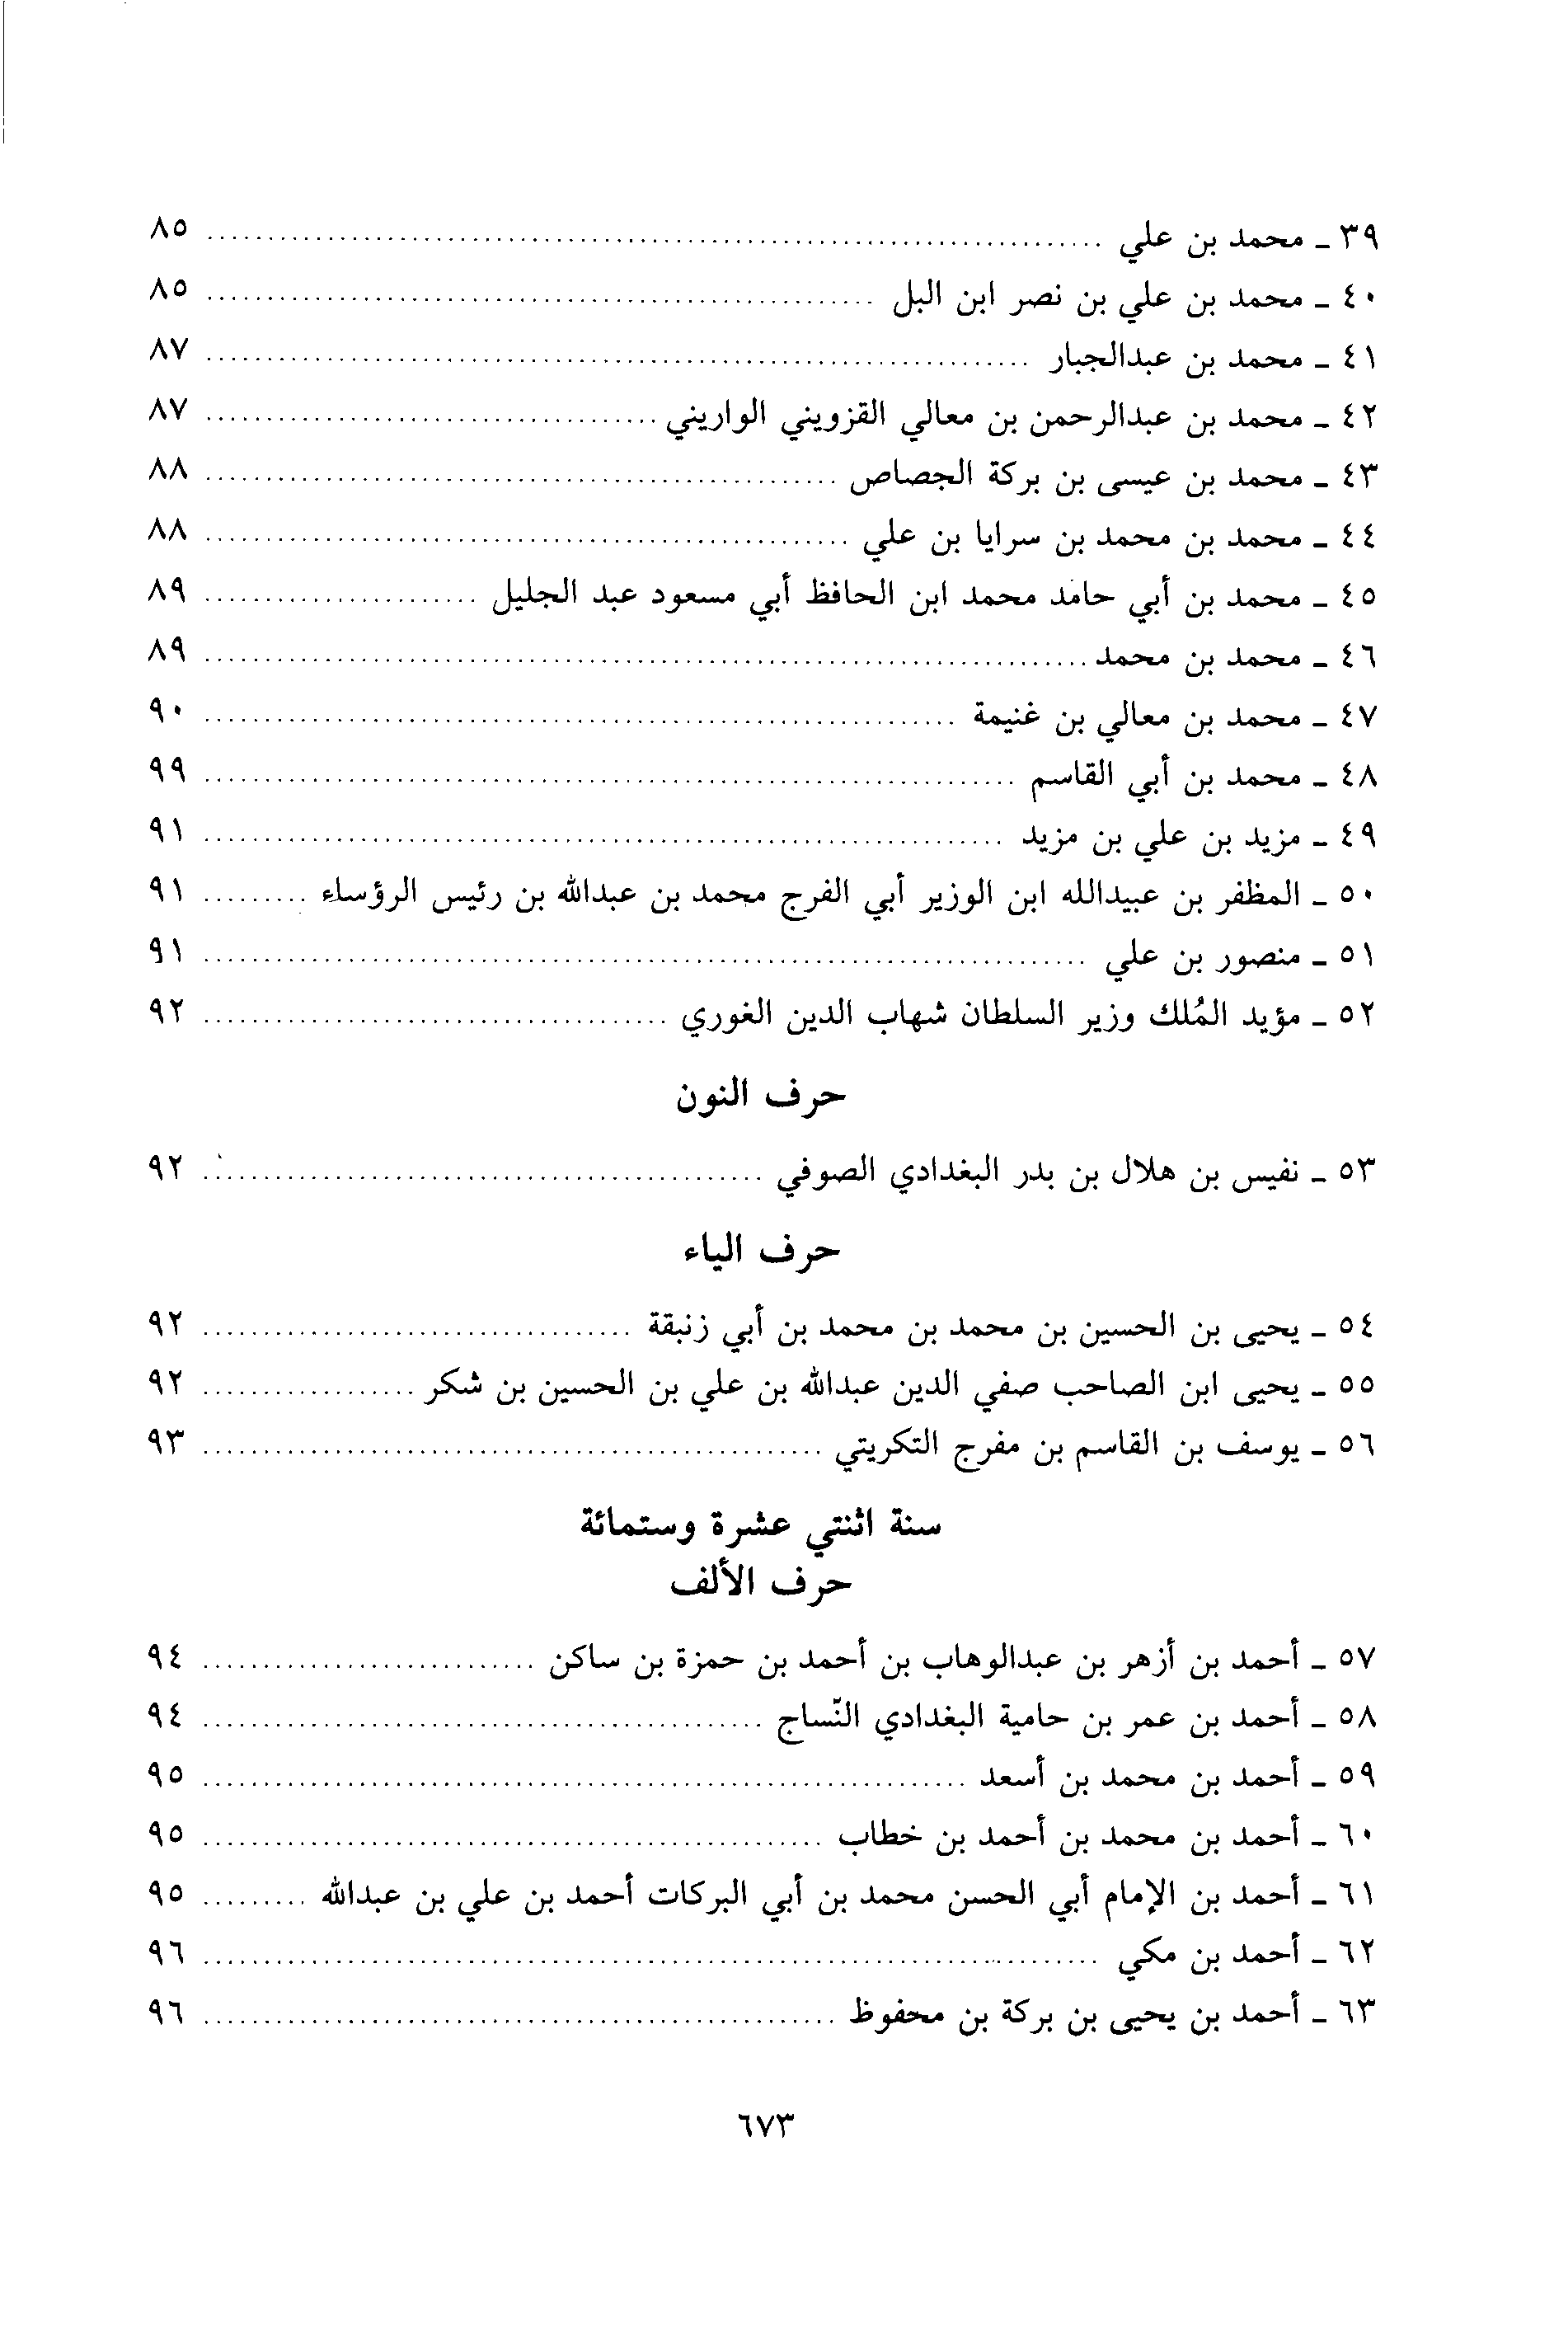 ٣٩ - محمد بن علي ........ ٨٥
٤٠ - محمد بن علي بن نصر ابن البل ........ ٨٥
٤١ - محمد بن عبدالجبار ........ ٨٧
٤٢ - محمد بن عبدالرحمن بن معالي القزويني الواريني ........ ٨٧
٤٣ - محمد بن عيسى بن بركة الجصاص ........ ٨٨
٤٤ - محمد بن محمد بن سرايا بن علي ........ ٨٨
٤٥ - محمد بن أبي حامد محمد ابن الحافظ أبي مسعود عبد الجليل ........ ٨٩
٤٦ - محمد بن محمد ........ ٨٩
٤٧ - محمد بن معالي بن غنيمة ........ ٩٠
٤٨ - محمد بن أبي القاسم ........ ٩٩
٤٩ - مزيد بن علي بن مزيد ........ ٩١
٥٠ - المظفر بن عبيدالله ابن الوزير أبي الفرج محمد بن عبدالله بن رئيس الرؤساء ........ ٩١
٥١ - منصور بن علي ........ ٩١
٥٢ - مؤيد المُلك وزير السلطان شهاب الدين الغوري ........ ٩٢
حرف النون
٥٣ - نفيس بن هلال بن بدر البغدادي الصوفي ........ ٩٢
حرف الياء
٥٤ - يحيى بن الحسين بن محمد بن محمد بن أبي زنبقة ........ ٩٢
٥٥ - يحيى ابن الصاحب صفي الدين عبدالله بن علي بن الحسين بن شكر ........ ٩٢
٥٦ - يوسف بن القاسم بن مفرج التكريتي ........ ٩٣
سنة اثنتي عشرة وستمائة
حرف الألف
٥٧ - أحمد بن أزهر بن عبدالوهاب بن أحمد بن حمزة بن ساكن ........ ٩٤
٥٨ - أحمد بن عمر بن حامية البغدادي النّساج ........ ٩٤
٥٩ - أحمد بن محمد بن أسعد ........ ٩٥
٦٠ - أحمد بن محمد بن أحمد بن خطاب ........ ٩٥
٦١ - أحمد بن الإمام أبي الحسن محمد بن أبي البركات أحمد بن علي بن عبدالله ........ ٩٥
٦٢ - أحمد بن مكي ........ ٩٦
٦٣ - أحمد بن يحيى بن بركة بن محفوظ ........ ٩٦
٦٧٣